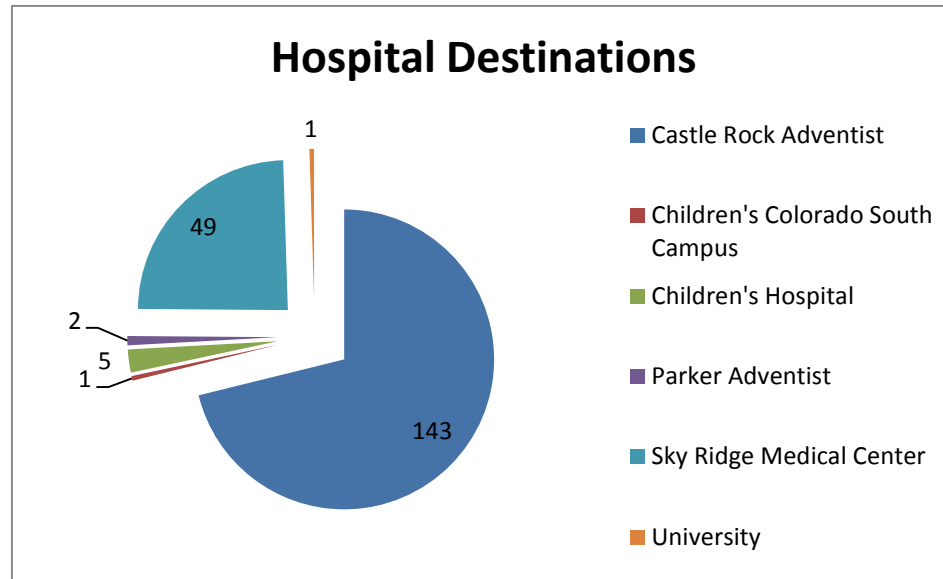 Hospital Destinations
1
49
2
5
1
143
Castle Rock Adventist
Children's Colorado South
Campus
Children's Hospital
Parker Adventist
Sky Ridge Medical Center
University